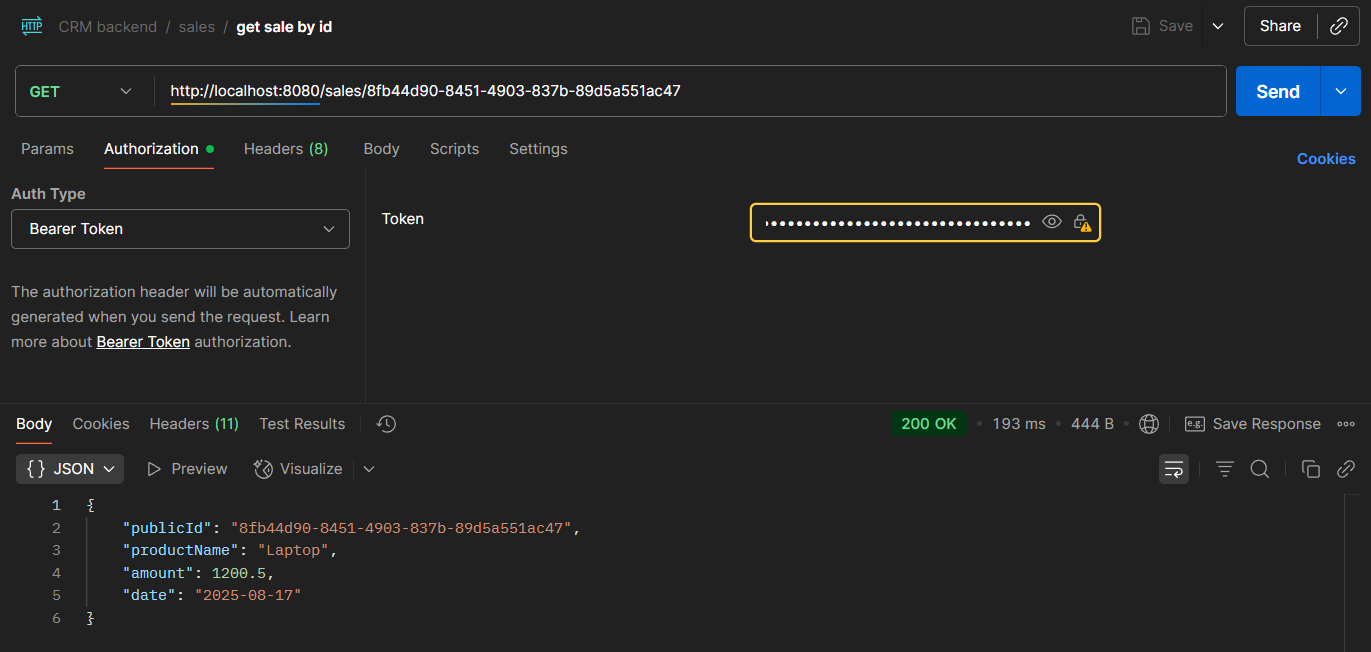 HTTP CRM backend / sales / get sale by id Save Share
GET http://localhost:8080/sales/8fb44d90-8451-4903-837b-89d5a551ac47 Send
Params Authorization Headers (8) Body Scripts Settings Cookies
Auth Type
Bearer Token
Token
The authorization header will be automatically
generated when you send the request. Learn
more about Bearer Token authorization.
Body Cookies Headers (11) Test Results 200 OK • 193 ms • 444 B • e.g. Save Response
{} JSON Preview Visualize
1 {
2 "publicId": "8fb44d90-8451-4903-837b-89d5a551ac47",
3 "productName": "Laptop",
4 "amount": 1200.5,
5 "date": "2025-08-17"
6 }